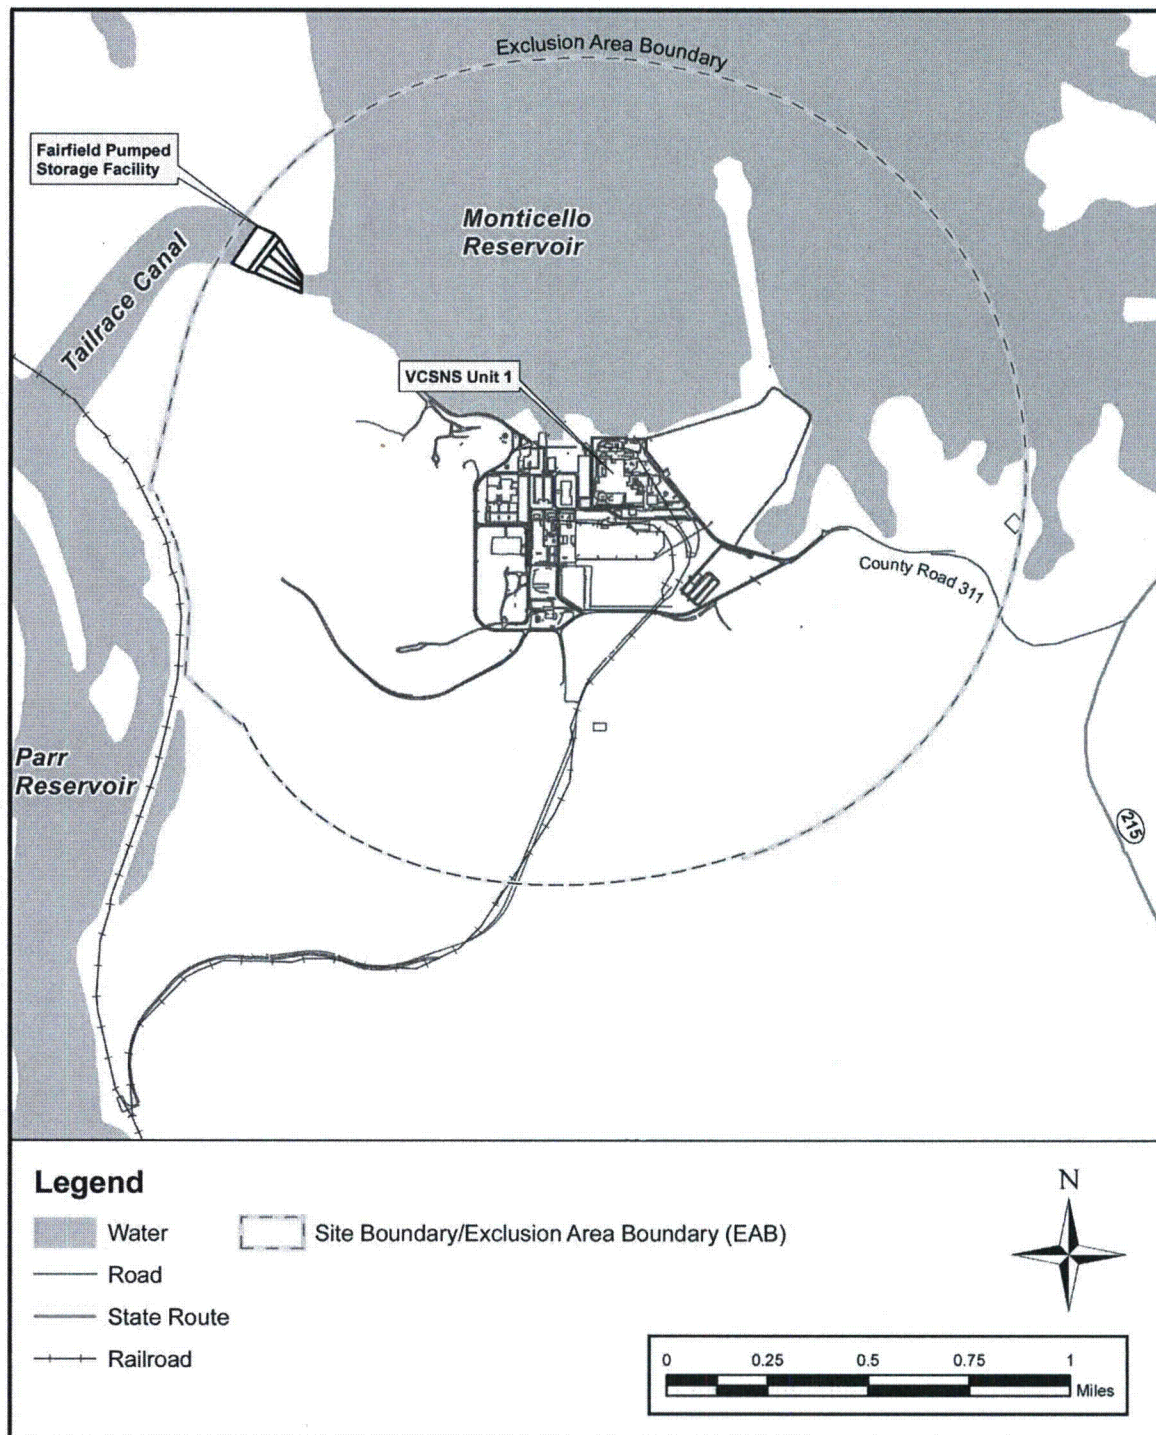 Exclusion Area Boundary
Fairfield Pumped
Storage Facility
Monticello
Reservoir
Tailrace Canal
VCSNS Unit 1
County Road 311
Parr
Reservoir
215
Legend
Water
Site Boundary/Exclusion Area Boundary (EAB)
Road
State Route
Railroad
N
0 0.25 0.5 0.75 1
Miles